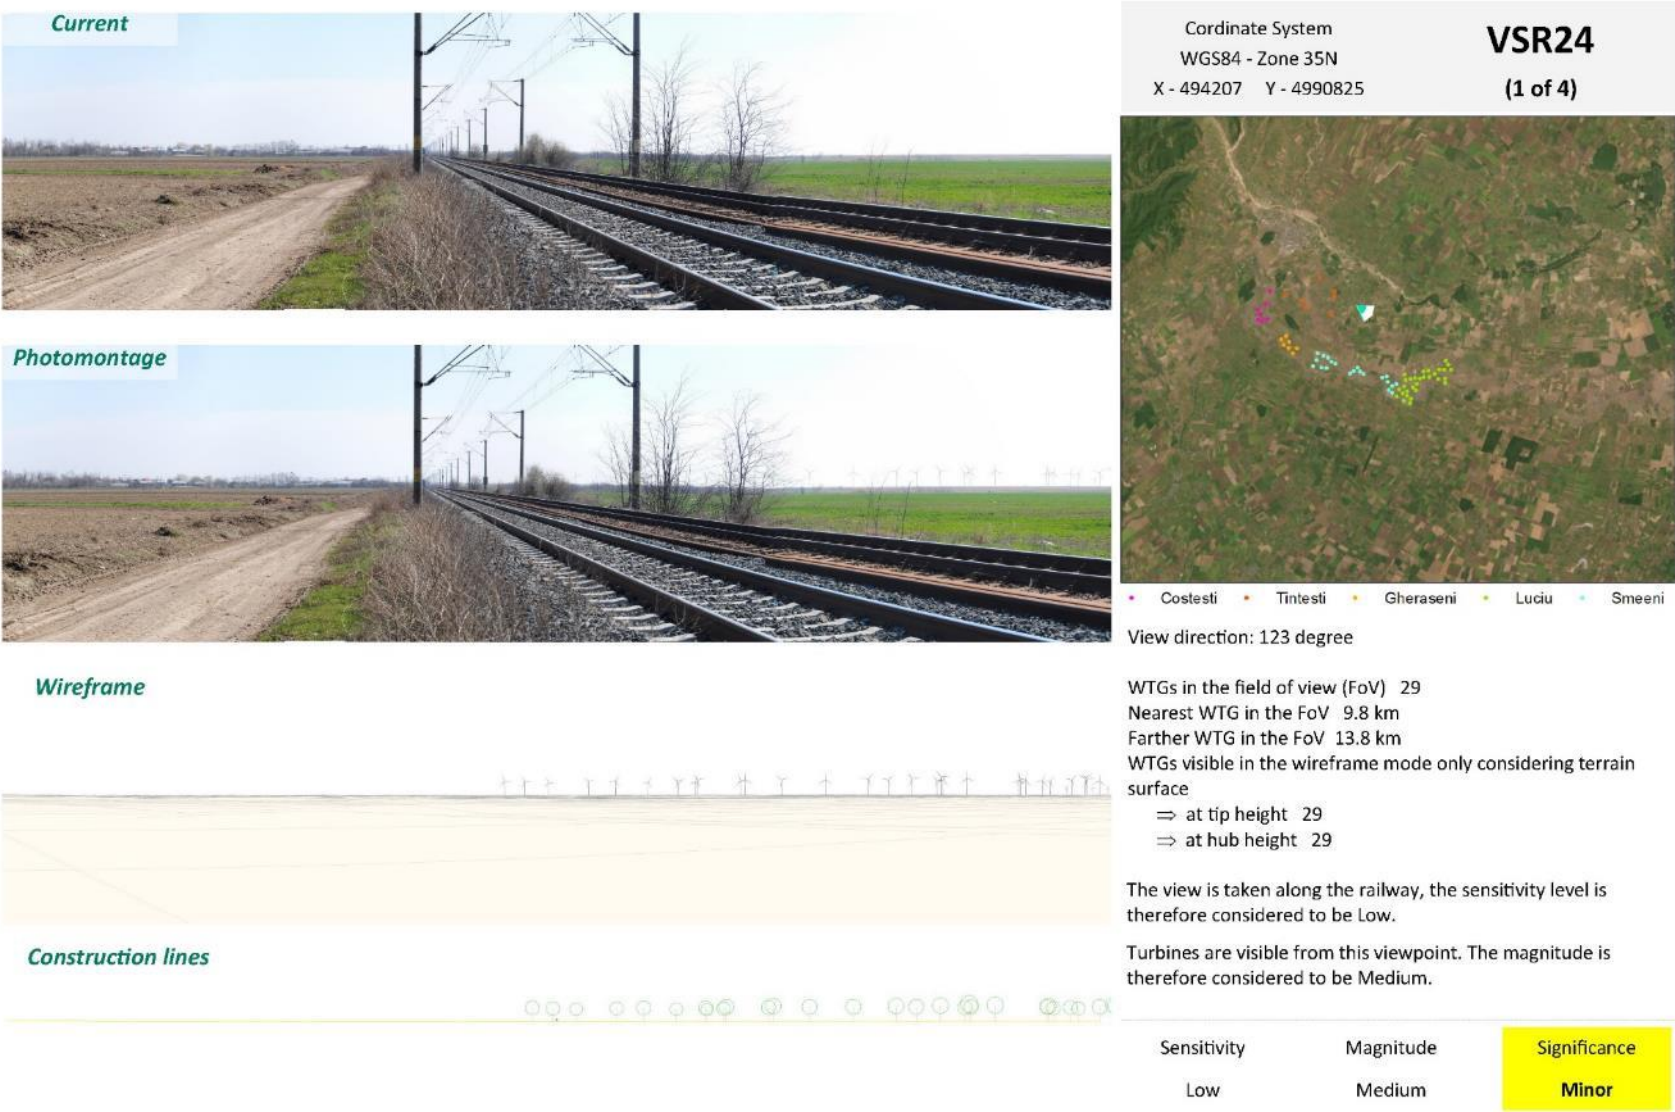 Current
Photomontage
Wireframe
Construction lines
Cordinate System
WGS84 - Zone 35N
X - 494207 Y - 4990825
VSR24
(1 of 4)
Costesti Tintesti Gheraseni Luciu Smeeni
View direction: 123 degree
WTGs in the field of view (FoV) 29
Nearest WTG in the FoV 9.8 km
Farther WTG in the FoV 13.8 km
WTGs visible in the wireframe mode only considering terrain
surface
⇒ at tip height 29
⇒ at hub height 29
The view is taken along the railway, the sensitivity level is
therefore considered to be Low.
Turbines are visible from this viewpoint. The magnitude is
therefore considered to be Medium.
Sensitivity Magnitude Significance
Low Medium Minor